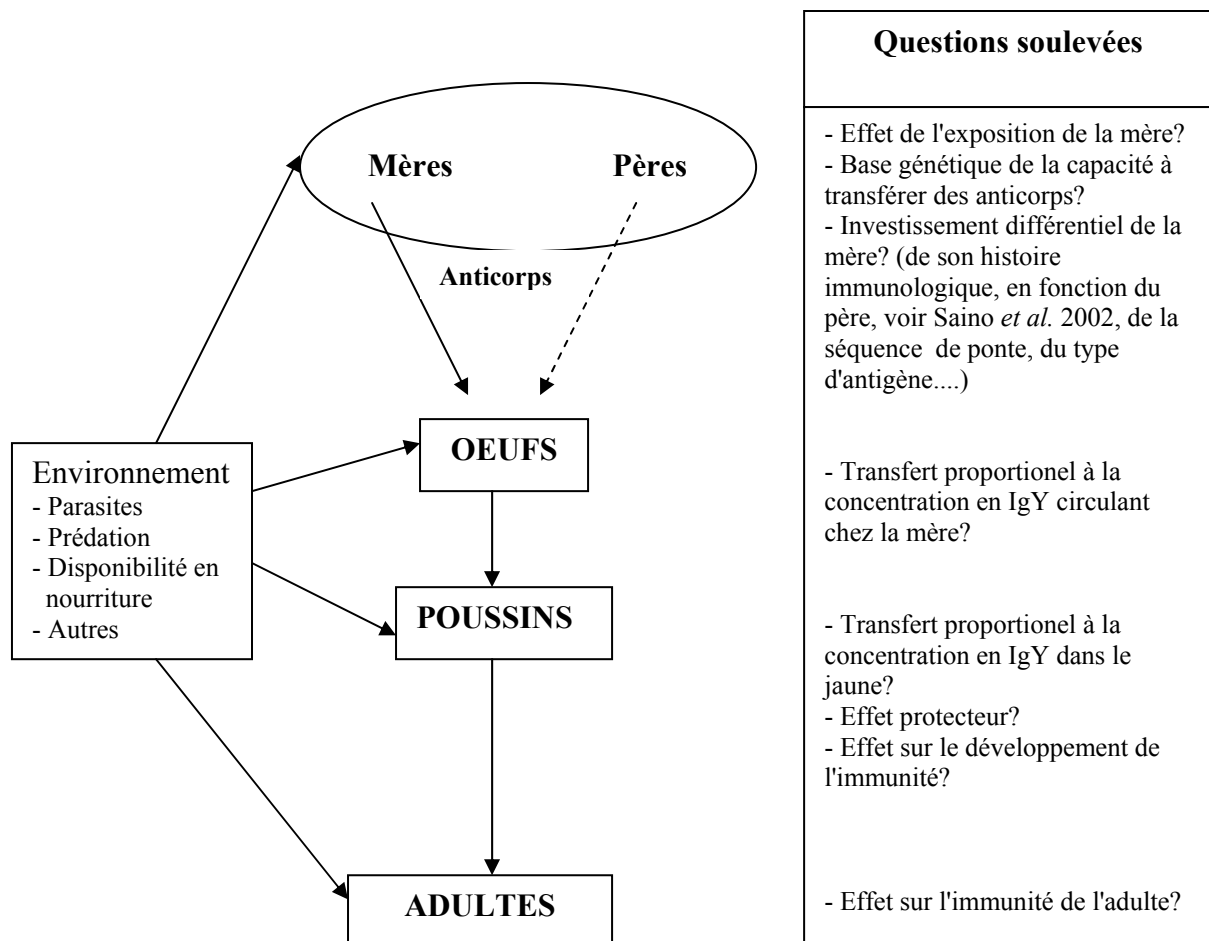 Mères
Pères
Anticorps
OEUFS
Environnement
- Parasites
- Prédation
- Disponibilité en
nourriture
- Autres
POUSSINS
ADULTES
Questions soulevées
- Effet de l'exposition de la mère?
- Base génétique de la capacité à
transférer des anticorps?
- Investissement différentiel de la
mère? (de son histoire
immunologique, en fonction du
père, voir Saino et al. 2002, de la
séquence de ponte, du type
d'antigène....)
- Transfert proportionel à la
concentration en IgY circulant
chez la mère?
- Transfert proportionel à la
concentration en IgY dans le
jaune?
- Effet protecteur?
- Effet sur le développement de
l'immunité?
- Effet sur l'immunité de l'adulte?